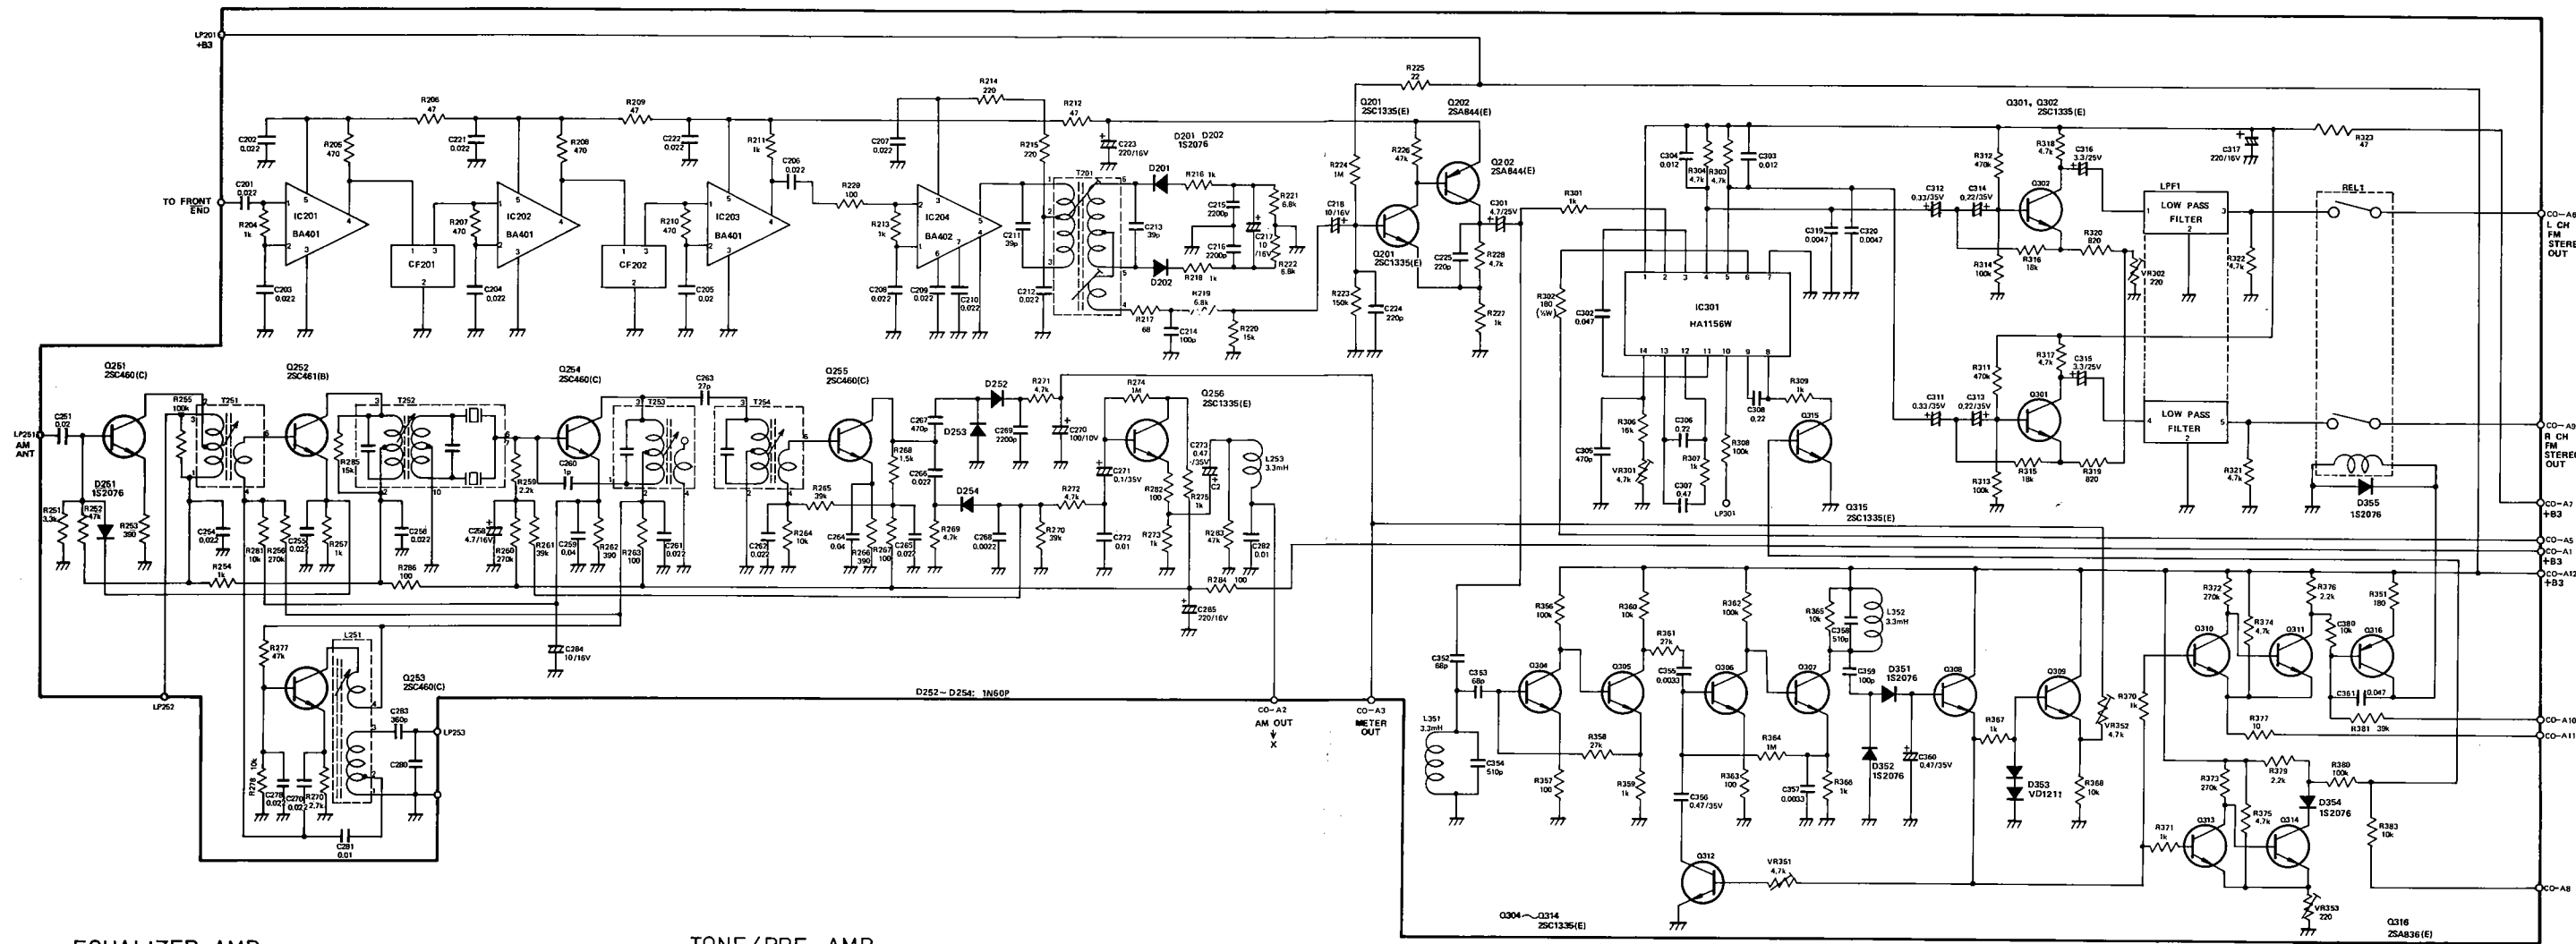 LP201
+B3
TO FRONT
END
C202
0.022
C201
0.022
R204
1k
C203
0.022
IC201
BA401
R205
470
R206
47
CF201
C221
0.022
R207
470
C204
0.022
IC202
BA401
R208
470
R209
47
CF202
C222
0.022
R210
470
C205
0.02
IC203
BA401
R211
1k
C206
0.022
R229
100
C207
0.022
R214
220
R213
1k
C208
0.022
IC204
BA402
C209
0.022
C210
0.022
R215
220
R212
47
C211
39p
C212
0.022
C223
220/16V
T201
D201 D202
1S2076
D201
D202
C213
39p
R216 1k
R218 1k
C215
2200p
C216
2200p
C217
10
/16V
R221
6.8k
R222
6.8k
R217
68
R219
6.8k
C214
100p
R220
15k
C218
10/16V
R224
1M
R223
150k
C224
220p
R225
22
Q201
2SC1335(E)
Q202
2SA844(E)
R226
47k
Q202
2SA844(E)
Q201
2SC1335(E)
C301
4.7/25V
C225
220p
R228
4.7k
R227
1k
R301
1k
R302
180
(½W)
C302
0.047
C304
0.012
R304
4.7k
R303
4.7k
C303
0.012
IC301
HA1156W
C319
0.0047
C320
0.0047
C305
470p
R306
16k
VR301
4.7k
C306
0.22
R307
1k
C307
0.47
R308
100k
LP301
C308
0.22
R309
1k
Q315
Q315
2SC1335(E)
Q301, Q302
2SC1335(E)
C312
0.33/35V
C314
0.22/35V
R312
470k
R314
100k
R318
4.7k
C316
3.3/25V
Q302
R316
18k
R320
820
VR302
220
C317
220/16V
R323
47
LPF1
LOW PASS
FILTER
R322
4.7k
REL1
C311
0.33/35V
C313
0.22/35V
R311
470k
R313
100k
R317
4.7k
C315
3.3/25V
Q301
R315
18k
R319
820
LOW PASS
FILTER
R321
4.7k
D355
1S2076
CO-A6
L CH
FM
STEREO
OUT
CO-A9
R CH
FM
STEREO
OUT
CO-A7
+B3
CO-A5
CO-A1
+B3
CO-A12
+B3
CO-A10
CO-A11
CO-A8
LP251
AM
ANT
C251
0.02
Q251
2SC460(C)
R251
3.3k
R252
47k
D251
1S2076
R253
390
R255
100k
T251
C254
0.022
R254
1k
R281
10k
R256
270k
C255
0.022
R257
1k
Q252
2SC461(B)
R285
15k
T252
C256
0.022
R286
100
C258
4.7/16V
R259
2.2k
R260
270k
R261
39k
Q254
2SC460(C)
C260
1p
C259
0.04
R262
390
T253
R263
100
C261
0.022
C263
27p
T254
C262
0.022
R264
10k
R265
39k
Q255
2SC460(C)
C264
0.04
R266
390
R267
100
C265
0.022
R268
1.5k
C267
470p
C266
0.022
D252
D253
D254
R269
4.7k
C268
0.0022
C269
2200p
R271
4.7k
R270
39k
R272
4.7k
C270
100/10V
R274
1M
Q256
2SC1335(E)
C271
0.1/35V
C272
0.01
R282
100
R273
1k
C273
0.47
/35V
R275
1k
R283
47k
L253
3.3mH
C282
0.01
R284 100
C285
220/16V
C284
10/16V
LP252
R277
47k
R278 10k
L251
Q253
2SC460(C)
C283
360p
LP253
C280
C281
0.01
D252~D254: 1N60P
CO-A2
AM OUT
X
CO-A3
METER
OUT
C352
68p
C353
68p
L351
3.3mH
C354
510p
Q304
R356
100k
R357
100
R358
27k
Q305
R360
10k
R359
1k
R361
27k
C355
0.0033
Q306
R362
100k
R363
100
R364
1M
C356
0.47/35V
C357
0.0033
R366
1k
Q307
R365
10k
C358
510p
L352
3.3mH
C359
100p
D351
1S2076
D352
1S2076
C360
0.47/35V
Q308
R367
1k
D353
VD1211
Q309
R368
10k
VR352
4.7k
R370
1k
Q312
VR351
4.7k
Q304~Q314
2SC1335(E)
R372
270k
Q310
R374
4.7k
R376
2.2k
Q311
C380
10k
R351
180
Q316
C361
0.047
R377
10
R381 39k
R371
1k
R373
270k
Q313
R375
4.7k
R379
2.2k
Q314
R380
100k
D354
1S2076
R383
10k
VR353
220
Q316
2SA836(E)
EQUALIZER AMP
TONE/PRE AMP